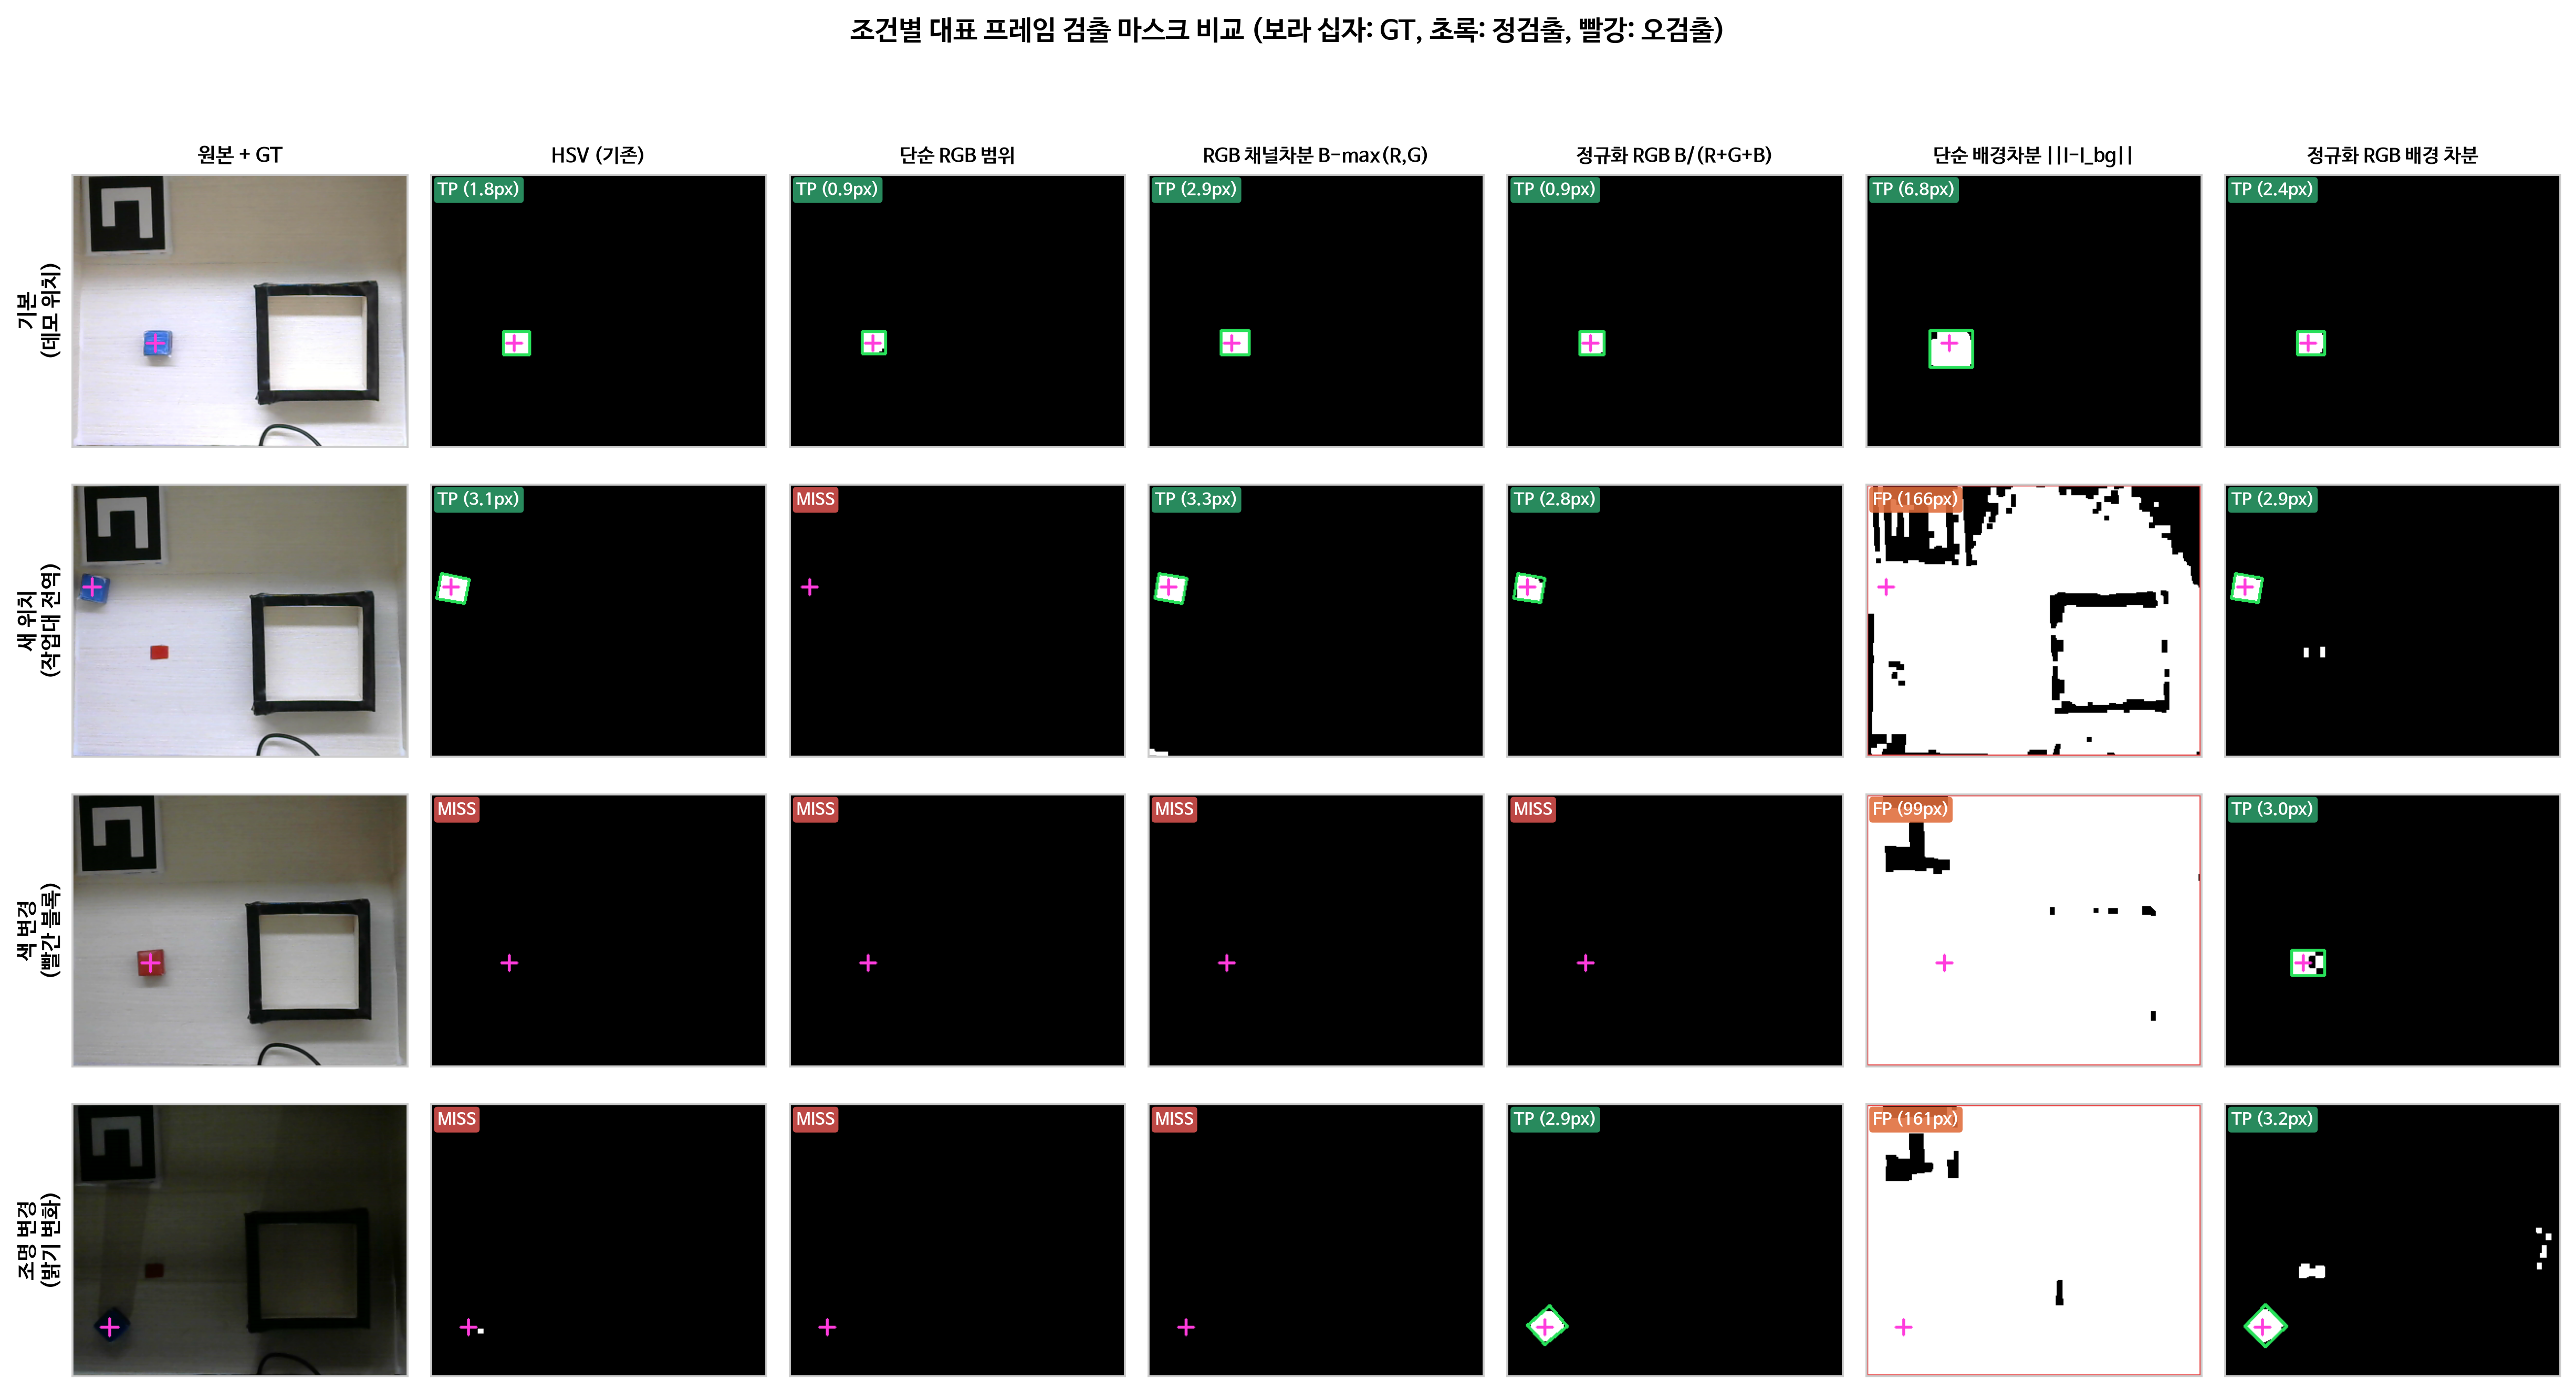 조건별 대표 프레임 검출 마스크 비교 (보라 십자: GT, 초록: 정검출, 빨강: 오검출)
원본 + GT
HSV (기존)
단순 RGB 범위
RGB 채널차분 B-max(R,G)
정규화 RGB B/(R+G+B)
단순 배경차분 ||I-I_bg||
정규화 RGB 배경 차분
기본
(데모 위치)
TP (1.8px)
TP (0.9px)
TP (2.9px)
TP (0.9px)
TP (6.8px)
TP (2.4px)
새 위치
(작업대 전역)
TP (3.1px)
MISS
TP (3.3px)
TP (2.8px)
FP (166px)
TP (2.9px)
색 변경
(빨간 블록)
MISS
MISS
MISS
MISS
FP (99px)
TP (3.0px)
조명 변경
(밝기 변화)
MISS
MISS
MISS
TP (2.9px)
FP (161px)
TP (3.2px)